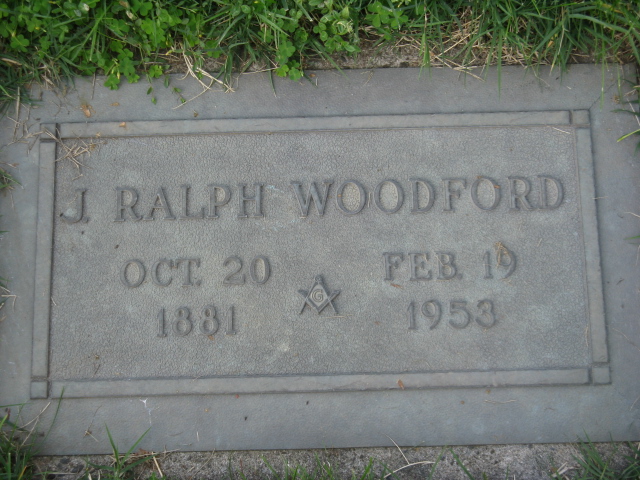 J. RALPH WOODFORD
OCT. 20 FEB. 19
1881 G 1953